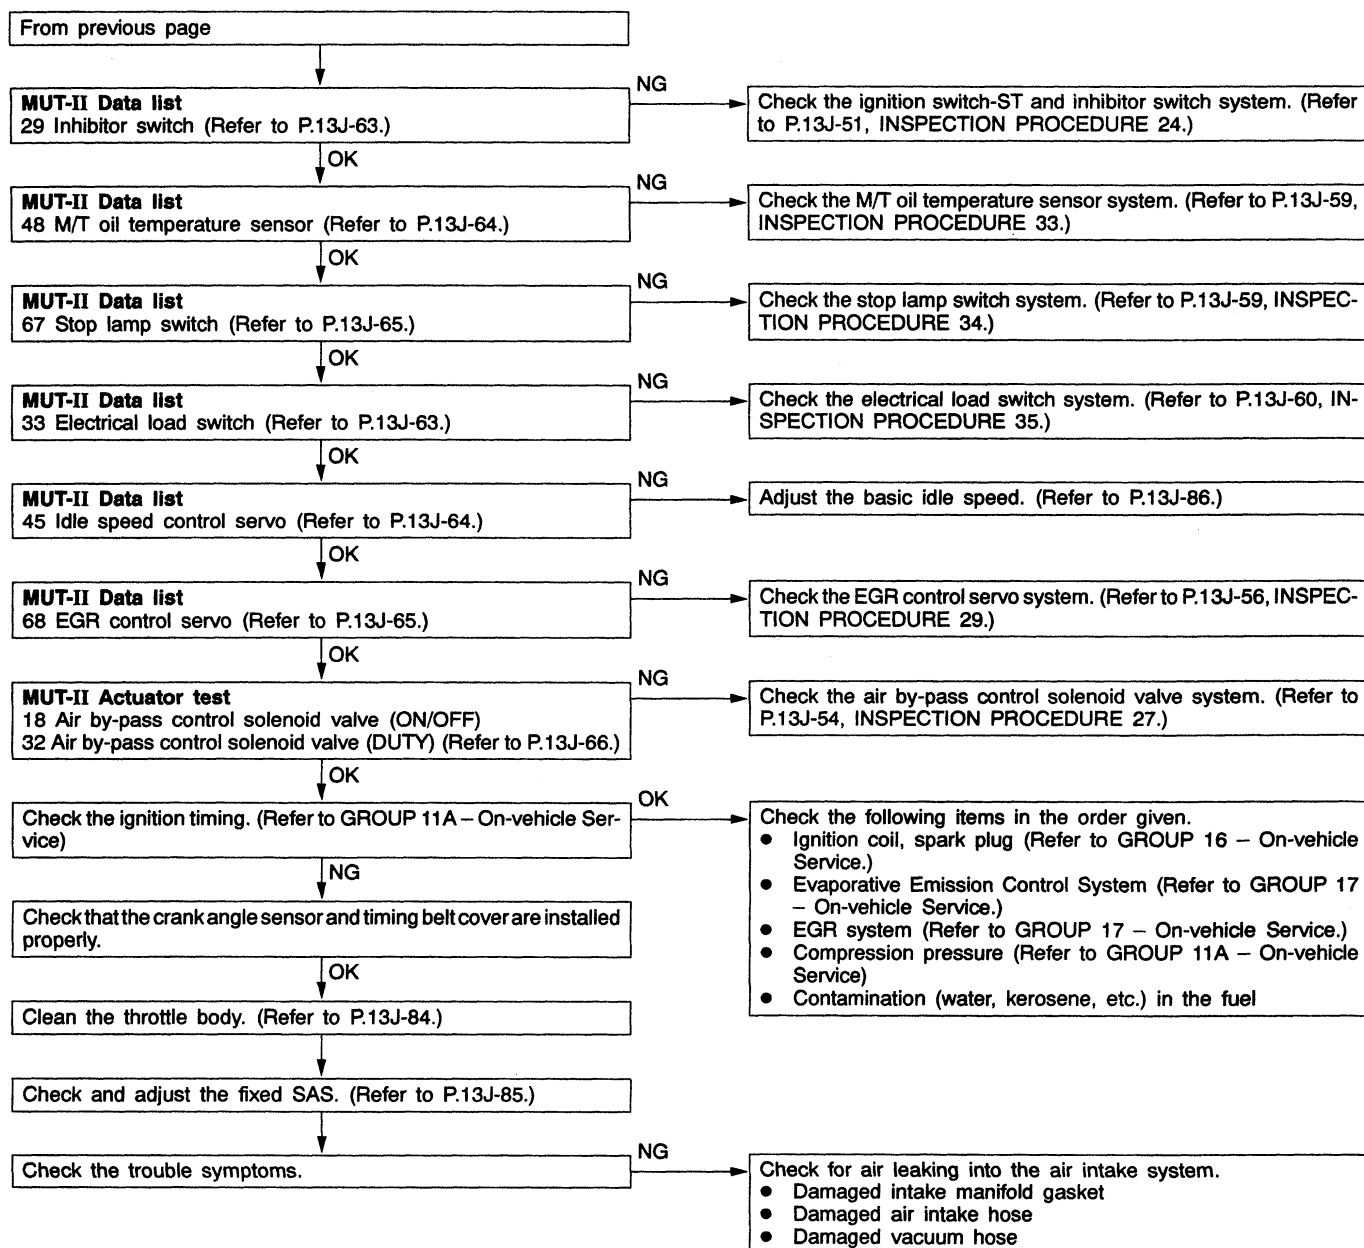 From previous page
NG
MUT-II Data list
29 Inhibitor switch (Refer to P.13J-63.)
Check the ignition switch-ST and inhibitor switch system. (Refer
to P.13J-51, INSPECTION PROCEDURE 24.)
OK
NG
MUT-II Data list
48 M/T oil temperature sensor (Refer to P.13J-64.)
Check the M/T oil temperature sensor system. (Refer to P.13J-59,
INSPECTION PROCEDURE 33.)
OK
NG
MUT-II Data list
67 Stop lamp switch (Refer to P.13J-65.)
Check the stop lamp switch system. (Refer to P.13J-59, INSPEC-
TION PROCEDURE 34.)
OK
NG
MUT-II Data list
33 Electrical load switch (Refer to P.13J-63.)
Check the electrical load switch system. (Refer to P.13J-60, IN-
SPECTION PROCEDURE 35.)
OK
NG
MUT-II Data list
45 Idle speed control servo (Refer to P.13J-64.)
Adjust the basic idle speed. (Refer to P.13J-86.)
OK
NG
MUT-II Data list
68 EGR control servo (Refer to P.13J-65.)
Check the EGR control servo system. (Refer to P.13J-56, INSPEC-
TION PROCEDURE 29.)
OK
NG
MUT-II Actuator test
18 Air by-pass control solenoid valve (ON/OFF)
32 Air by-pass control solenoid valve (DUTY) (Refer to P.13J-66.)
Check the air by-pass control solenoid valve system. (Refer to
P.13J-54, INSPECTION PROCEDURE 27.)
OK
OK
Check the ignition timing. (Refer to GROUP 11A – On-vehicle Ser-
vice)
Check the following items in the order given.
● Ignition coil, spark plug (Refer to GROUP 16 – On-vehicle
Service.)
● Evaporative Emission Control System (Refer to GROUP 17
– On-vehicle Service.)
● EGR system (Refer to GROUP 17 – On-vehicle Service.)
● Compression pressure (Refer to GROUP 11A – On-vehicle
Service)
● Contamination (water, kerosene, etc.) in the fuel
NG
Check that the crank angle sensor and timing belt cover are installed
properly.
OK
Clean the throttle body. (Refer to P.13J-84.)
Check and adjust the fixed SAS. (Refer to P.13J-85.)
NG
Check the trouble symptoms.
Check for air leaking into the air intake system.
● Damaged intake manifold gasket
● Damaged air intake hose
● Damaged vacuum hose